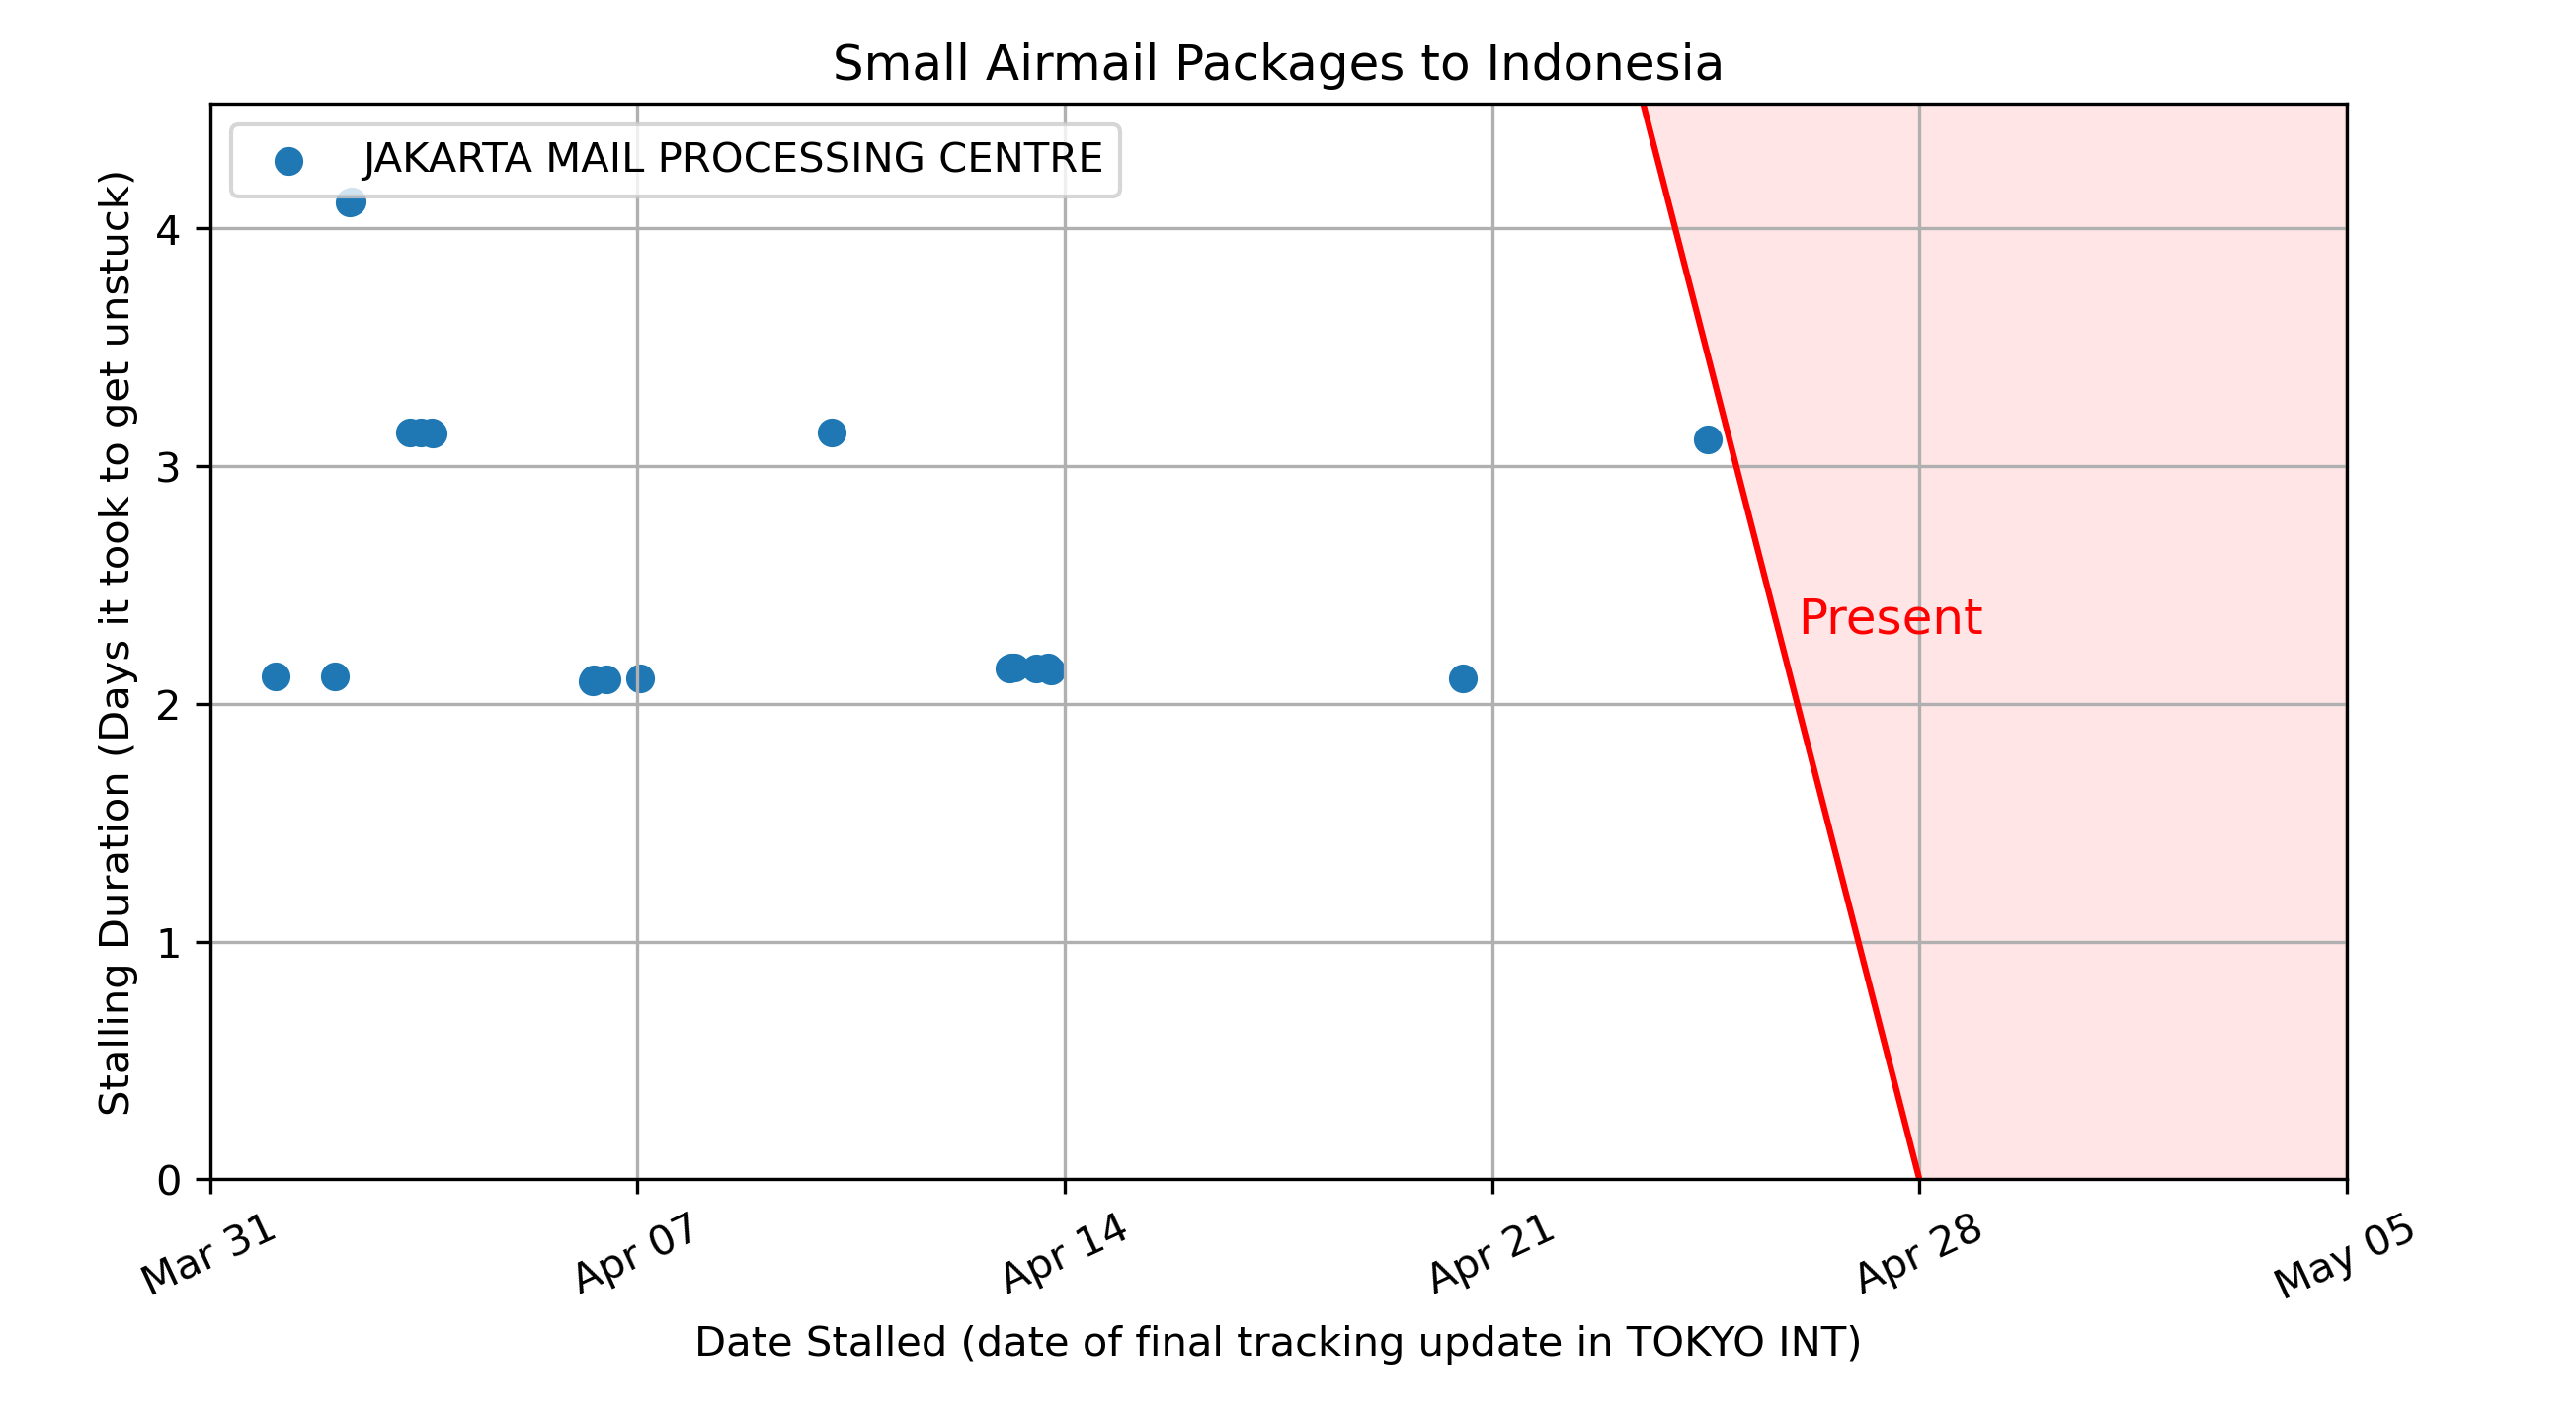 Small Airmail Packages to Indonesia
JAKARTA MAIL PROCESSING CENTRE
Stalling Duration (Days it took to get unstuck)
4
3
2
1
0
Present
Mar 31
Apr 07
Apr 14
Apr 21
Apr 28
May 05
Date Stalled (date of final tracking update in TOKYO INT)